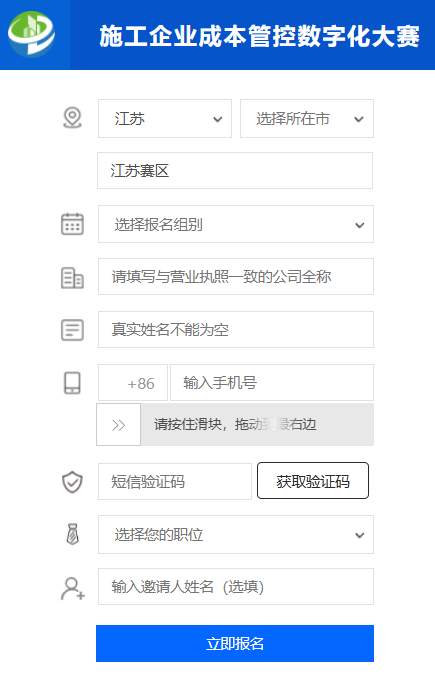 施工企业成本管控数字化大赛
江苏 选择所在市
江苏赛区
选择报名组别
请填写与营业执照一致的公司全称
真实姓名不能为空
+86 输入手机号
>> 请按住滑块，拖动到最右边
短信验证码 获取验证码
选择您的职位
输入邀请人姓名（选填）
立即报名